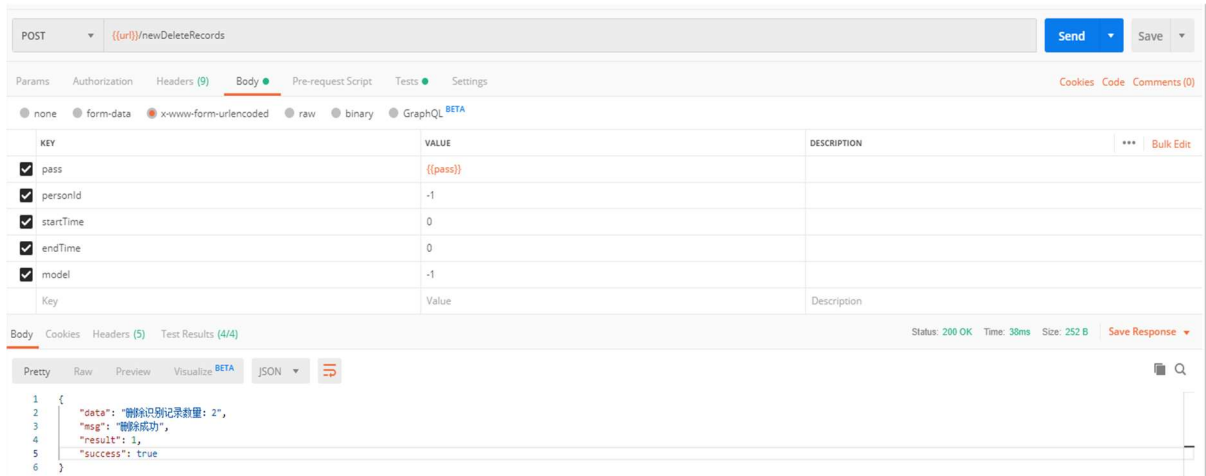 POST {{url}}/newDeleteRecords Send Save
Params Authorization Headers (9) Body Pre-request Script Tests Settings Cookies Code Comments (0)
none form-data x-www-form-urlencoded raw binary GraphQL BETA
KEY VALUE DESCRIPTION ••• Bulk Edit
pass {{pass}}
personId -1
startTime 0
endTime 0
model -1
Key Value Description
Body Cookies Headers (5) Test Results (4/4) Status: 200 OK Time: 38ms Size: 252 B Save Response
Pretty Raw Preview Visualize BETA JSON
1 {
2 "data": "删除识别记录数量: 2",
3 "msg": "删除成功",
4 "result": 1,
5 "success": true
6 }